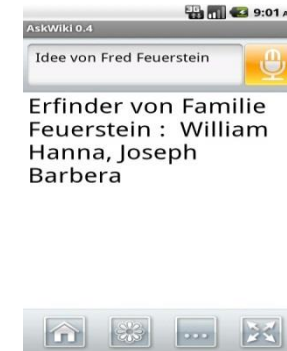 9:01 A
AskWiki 0.4
Idee von Fred Feuerstein
Erfinder von Familie
Feuerstein : William
Hanna, Joseph
Barbera